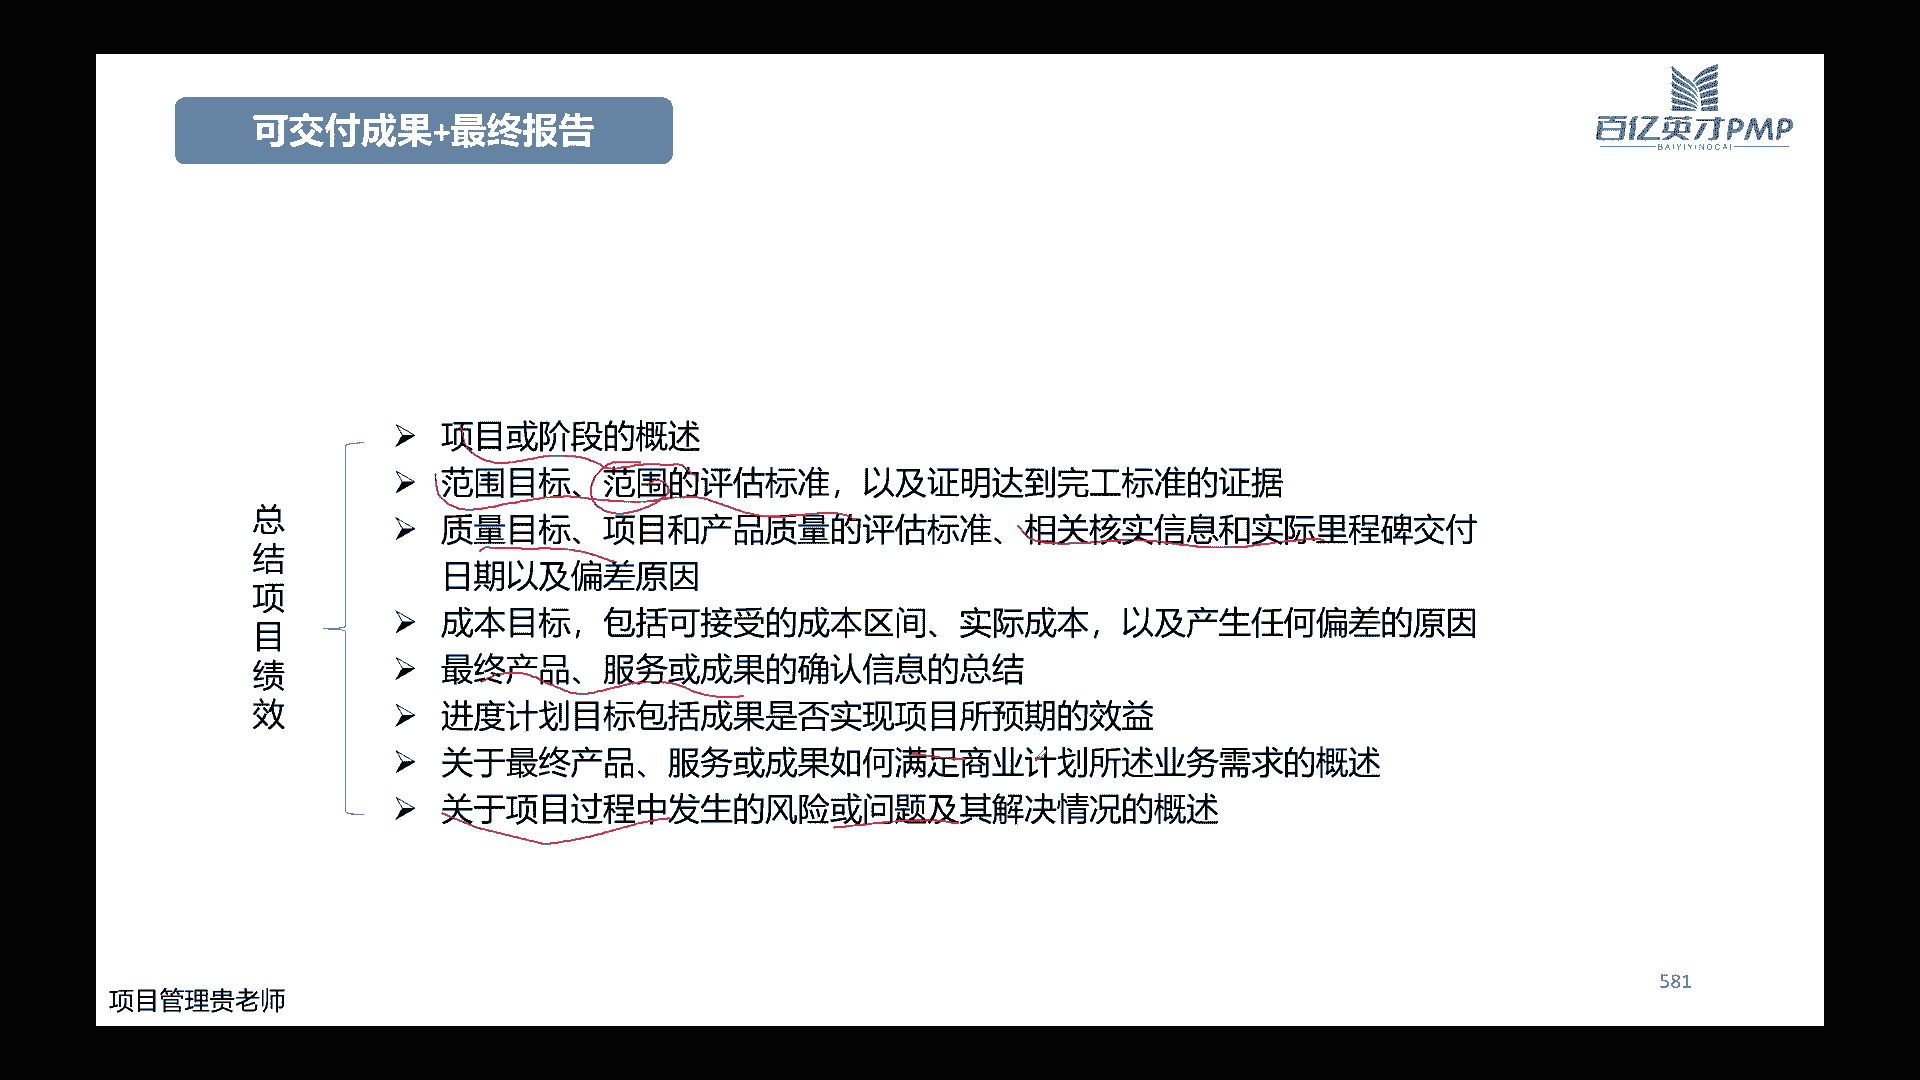 可交付成果+最终报告
百亿英才PMP
BAIYIYINGCAI
总结项目绩效
项目或阶段的概述
范围目标、范围的评估标准，以及证明达到完工标准的证据
质量目标、项目和产品质量的评估标准、相关核实信息和实际里程碑交付
日期以及偏差原因
成本目标，包括可接受的成本区间、实际成本，以及产生任何偏差的原因
最终产品、服务或成果的确认信息的总结
进度计划目标包括成果是否实现项目所预期的效益
关于最终产品、服务或成果如何满足商业计划所述业务需求的概述
关于项目过程中发生的风险或问题及其解决情况的概述
581
项目管理贵老师